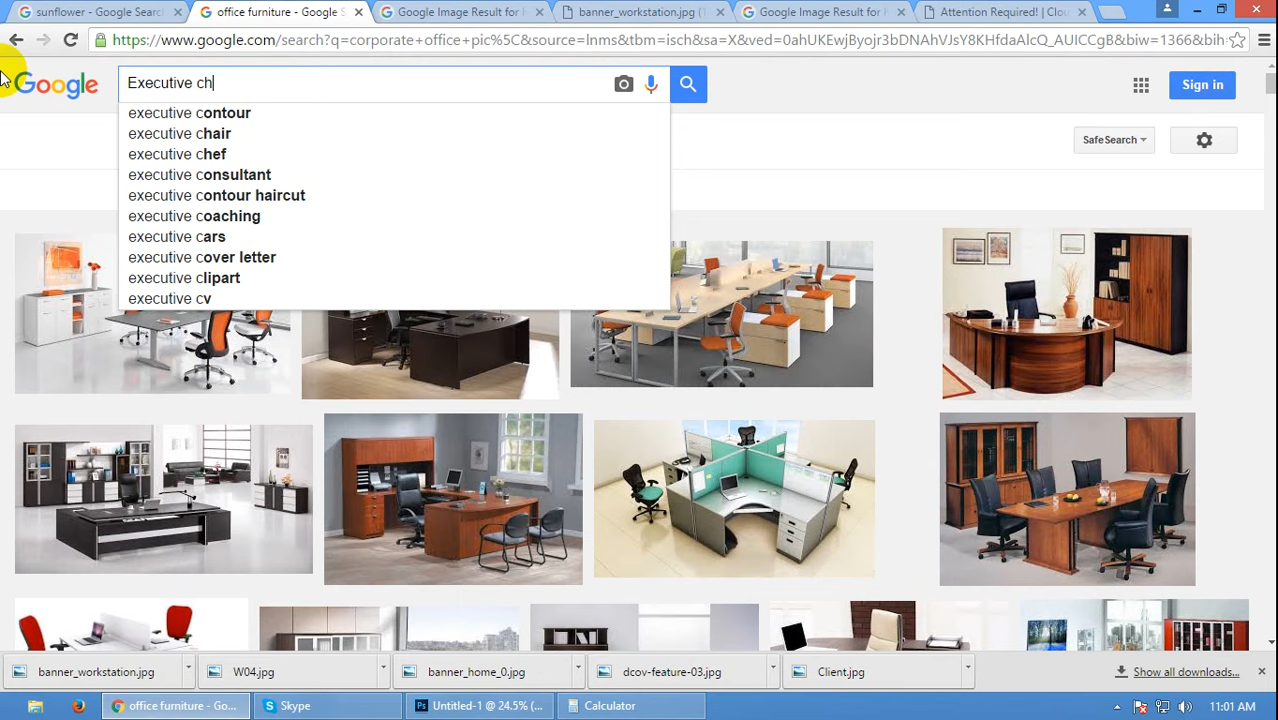 sunflower - Google Searc
office furniture - Google S
Google Image Result for H
banner_workstation.jpg (1
Google Image Result for H
Attention Required! | Clou
https://www.google.com/search?q=corporate+office+pic%5C&source=lnms&tbm=isch&sa=X&ved=0ahUKEwjByojr3bDNAhVJsY8KHfdaAlcQ_AUICCgB&biw=1366&bih
Google
Executive ch
Sign in
executive contour
executive chair
executive chef
executive consultant
executive contour haircut
executive coaching
executive cars
executive cover letter
executive clipart
executive cv
SafeSearch
banner_workstation.jpg
W04.jpg
banner_home_0.jpg
dcov-feature-03.jpg
Client.jpg
Show all downloads...
office furniture - Go...
Skype
Untitled-1 @ 24.5% (...
Calculator
11:01 AM